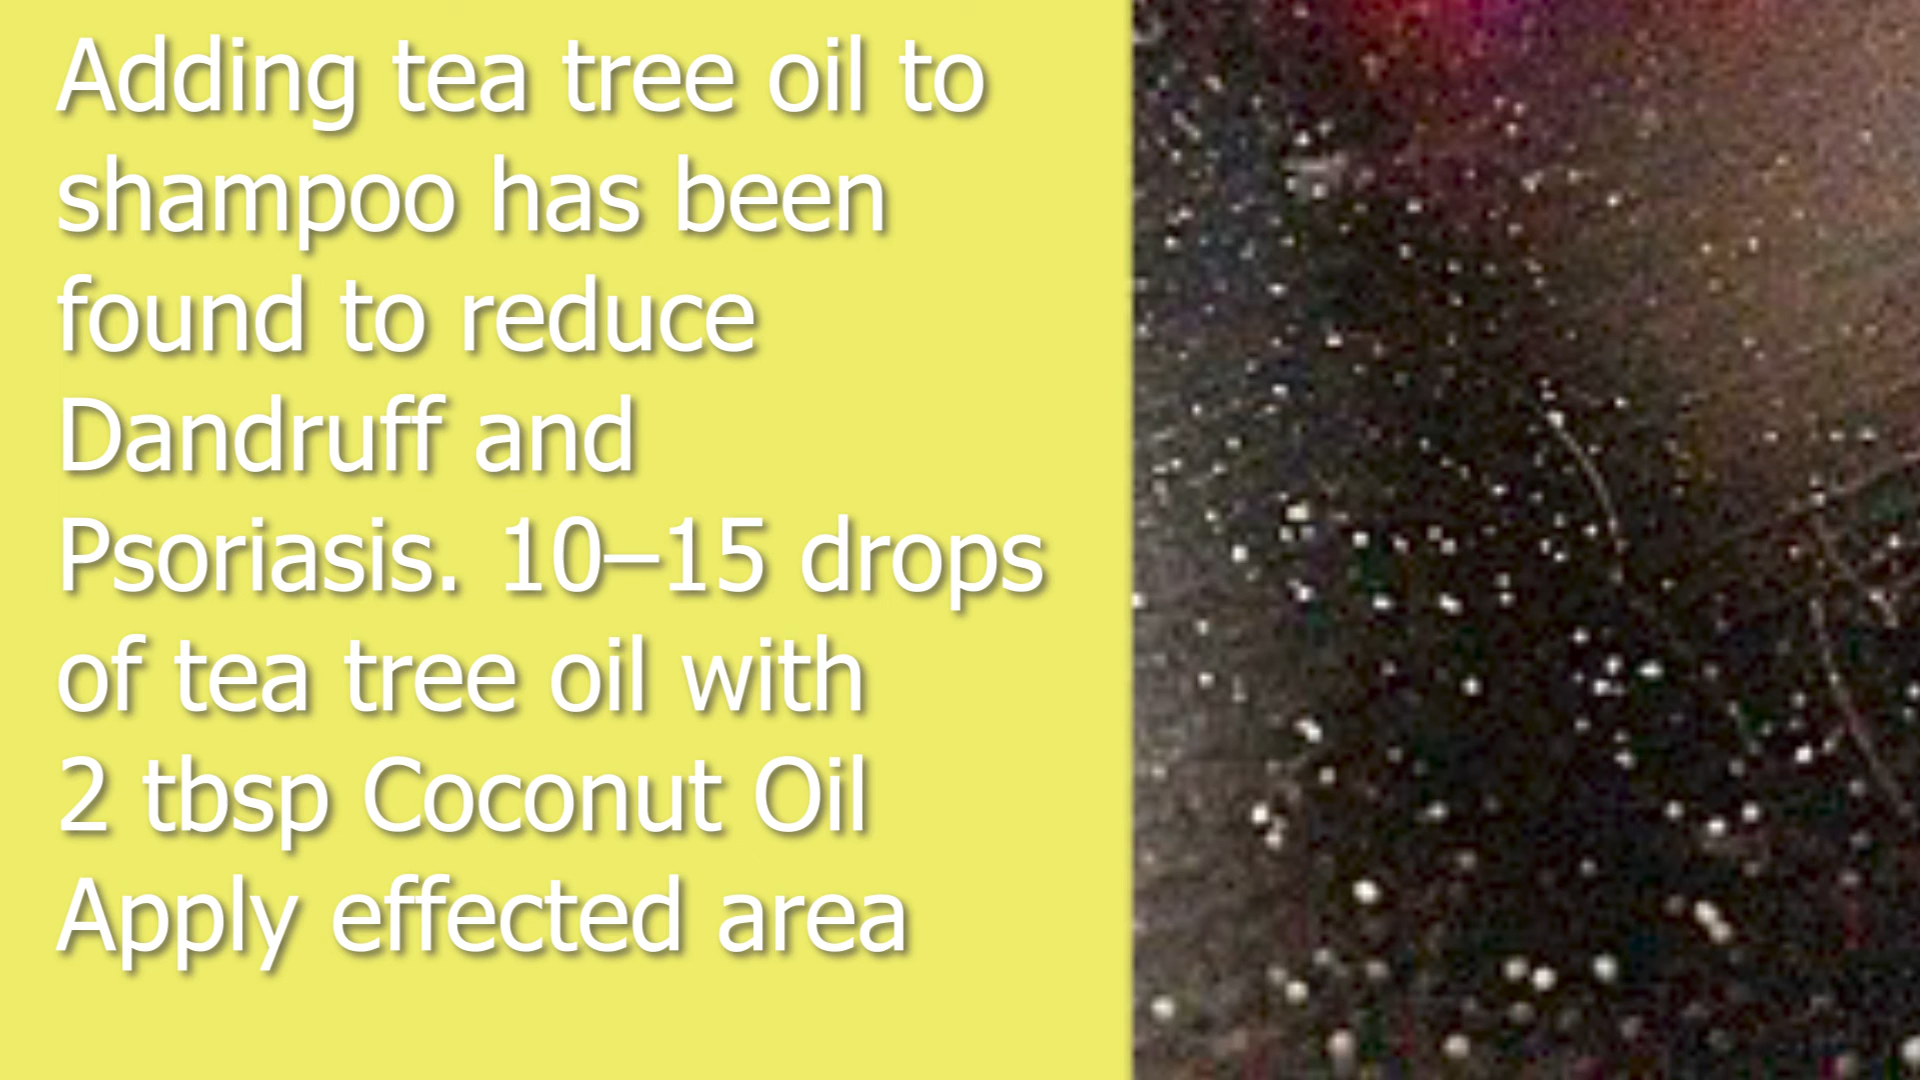 Adding tea tree oil to
shampoo has been
found to reduce
Dandruff and
Psoriasis. 10–15 drops
of tea tree oil with
2 tbsp Coconut Oil
Apply effected area